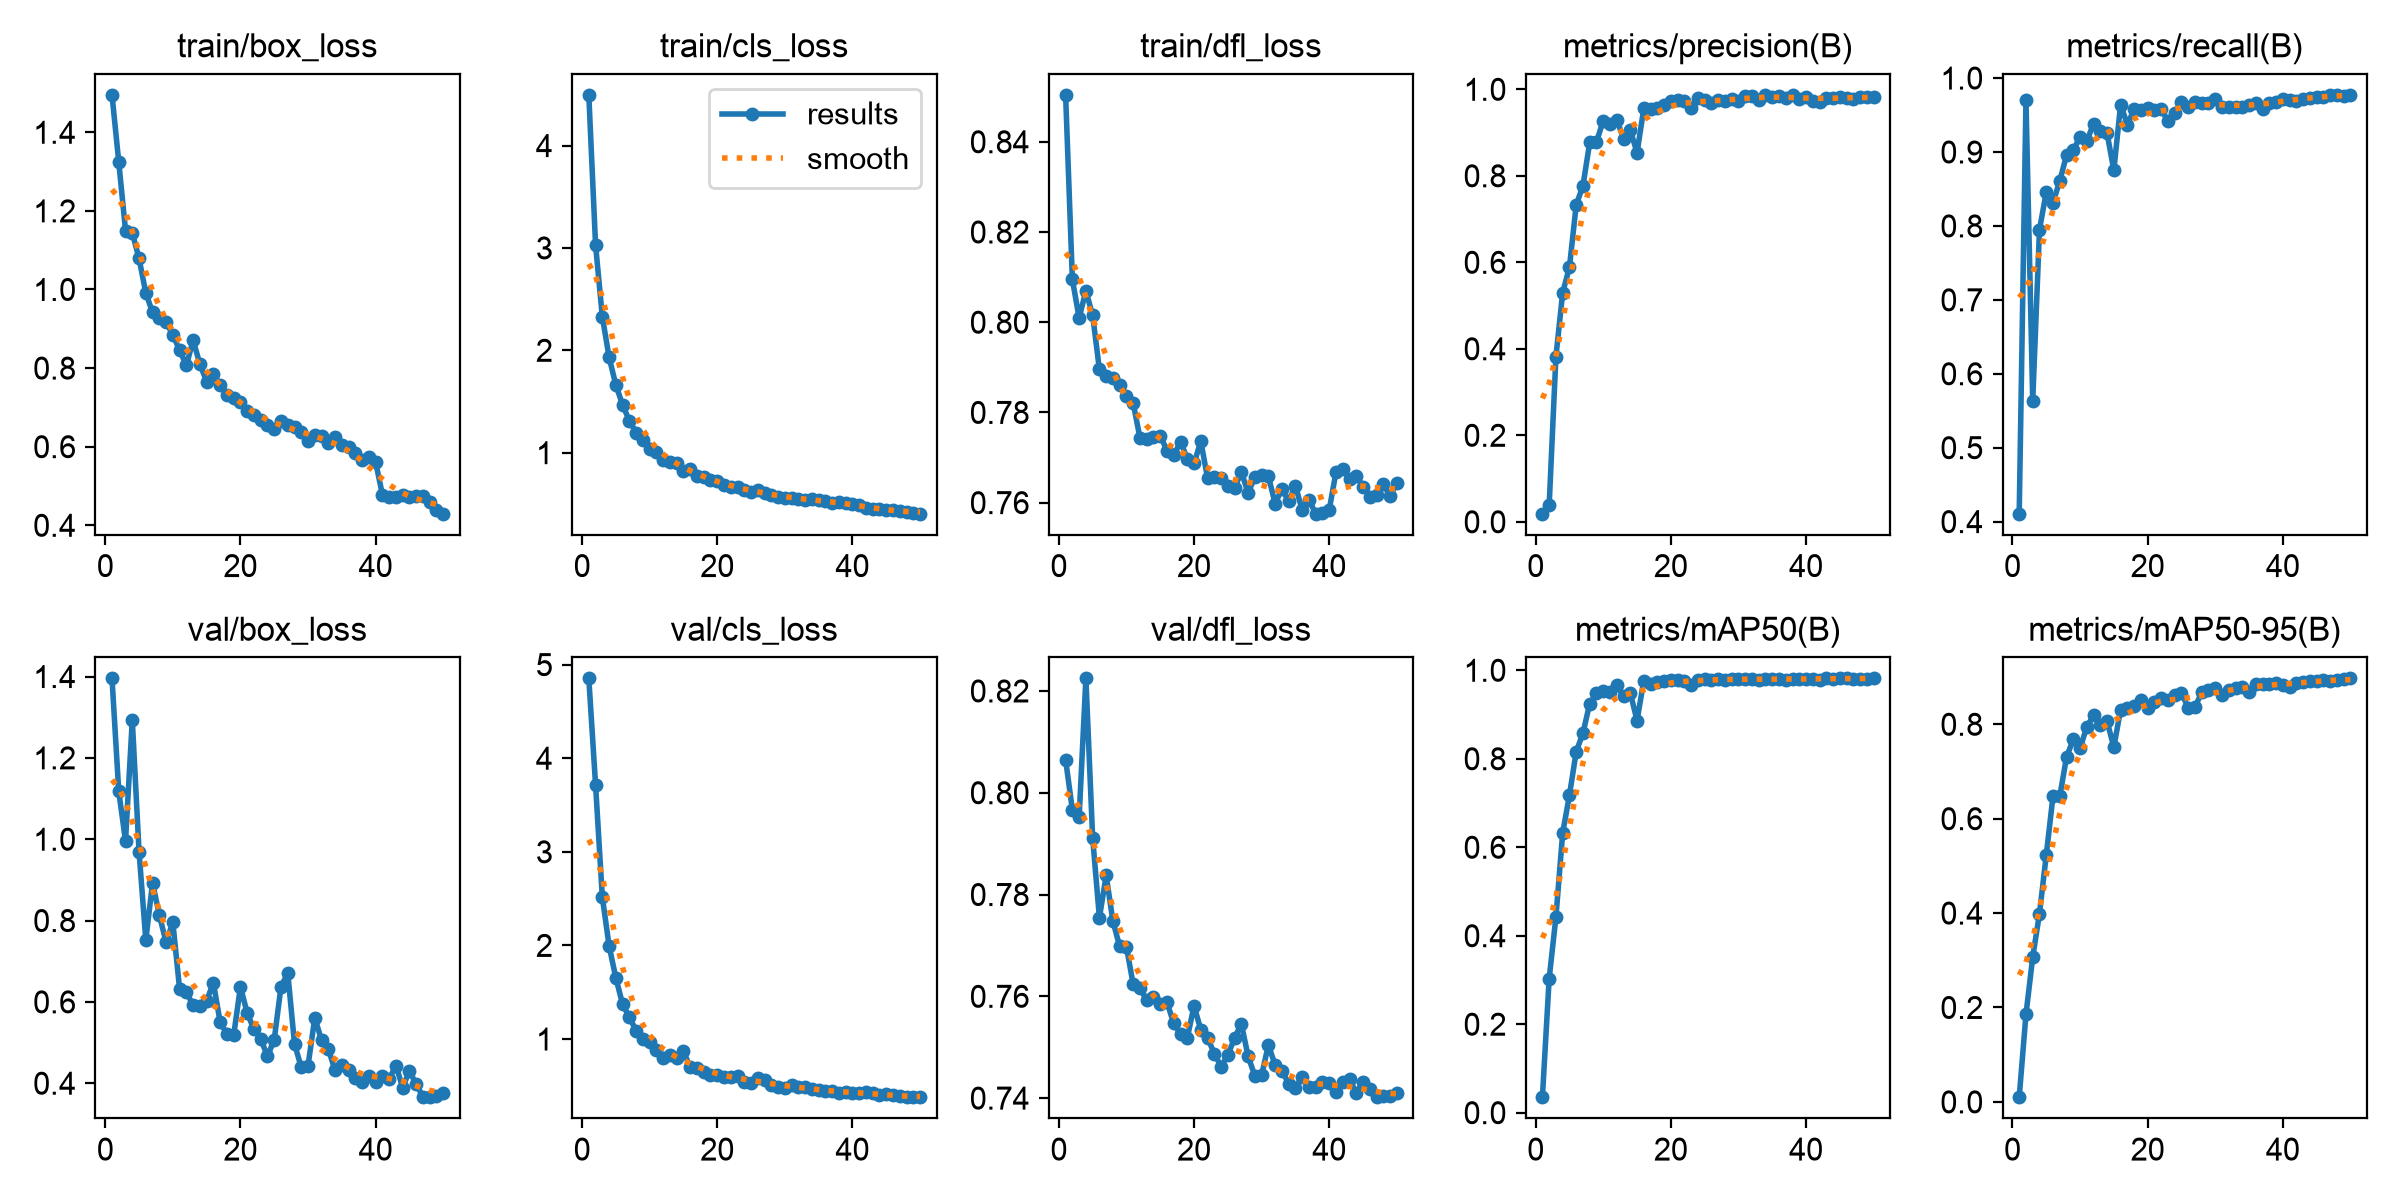 train/box_loss
1.4
1.2
1.0
0.8
0.6
0.4
0 20 40
train/cls_loss
results
smooth
4
3
2
1
0 20 40
train/dfl_loss
0.84
0.82
0.80
0.78
0.76
0 20 40
metrics/precision(B)
1.0
0.8
0.6
0.4
0.2
0.0
0 20 40
metrics/recall(B)
1.0
0.9
0.8
0.7
0.6
0.5
0.4
0 20 40
val/box_loss
1.4
1.2
1.0
0.8
0.6
0.4
0 20 40
val/cls_loss
5
4
3
2
1
0 20 40
val/dfl_loss
0.82
0.80
0.78
0.76
0.74
0 20 40
metrics/mAP50(B)
1.0
0.8
0.6
0.4
0.2
0.0
0 20 40
metrics/mAP50-95(B)
0.8
0.6
0.4
0.2
0.0
0 20 40